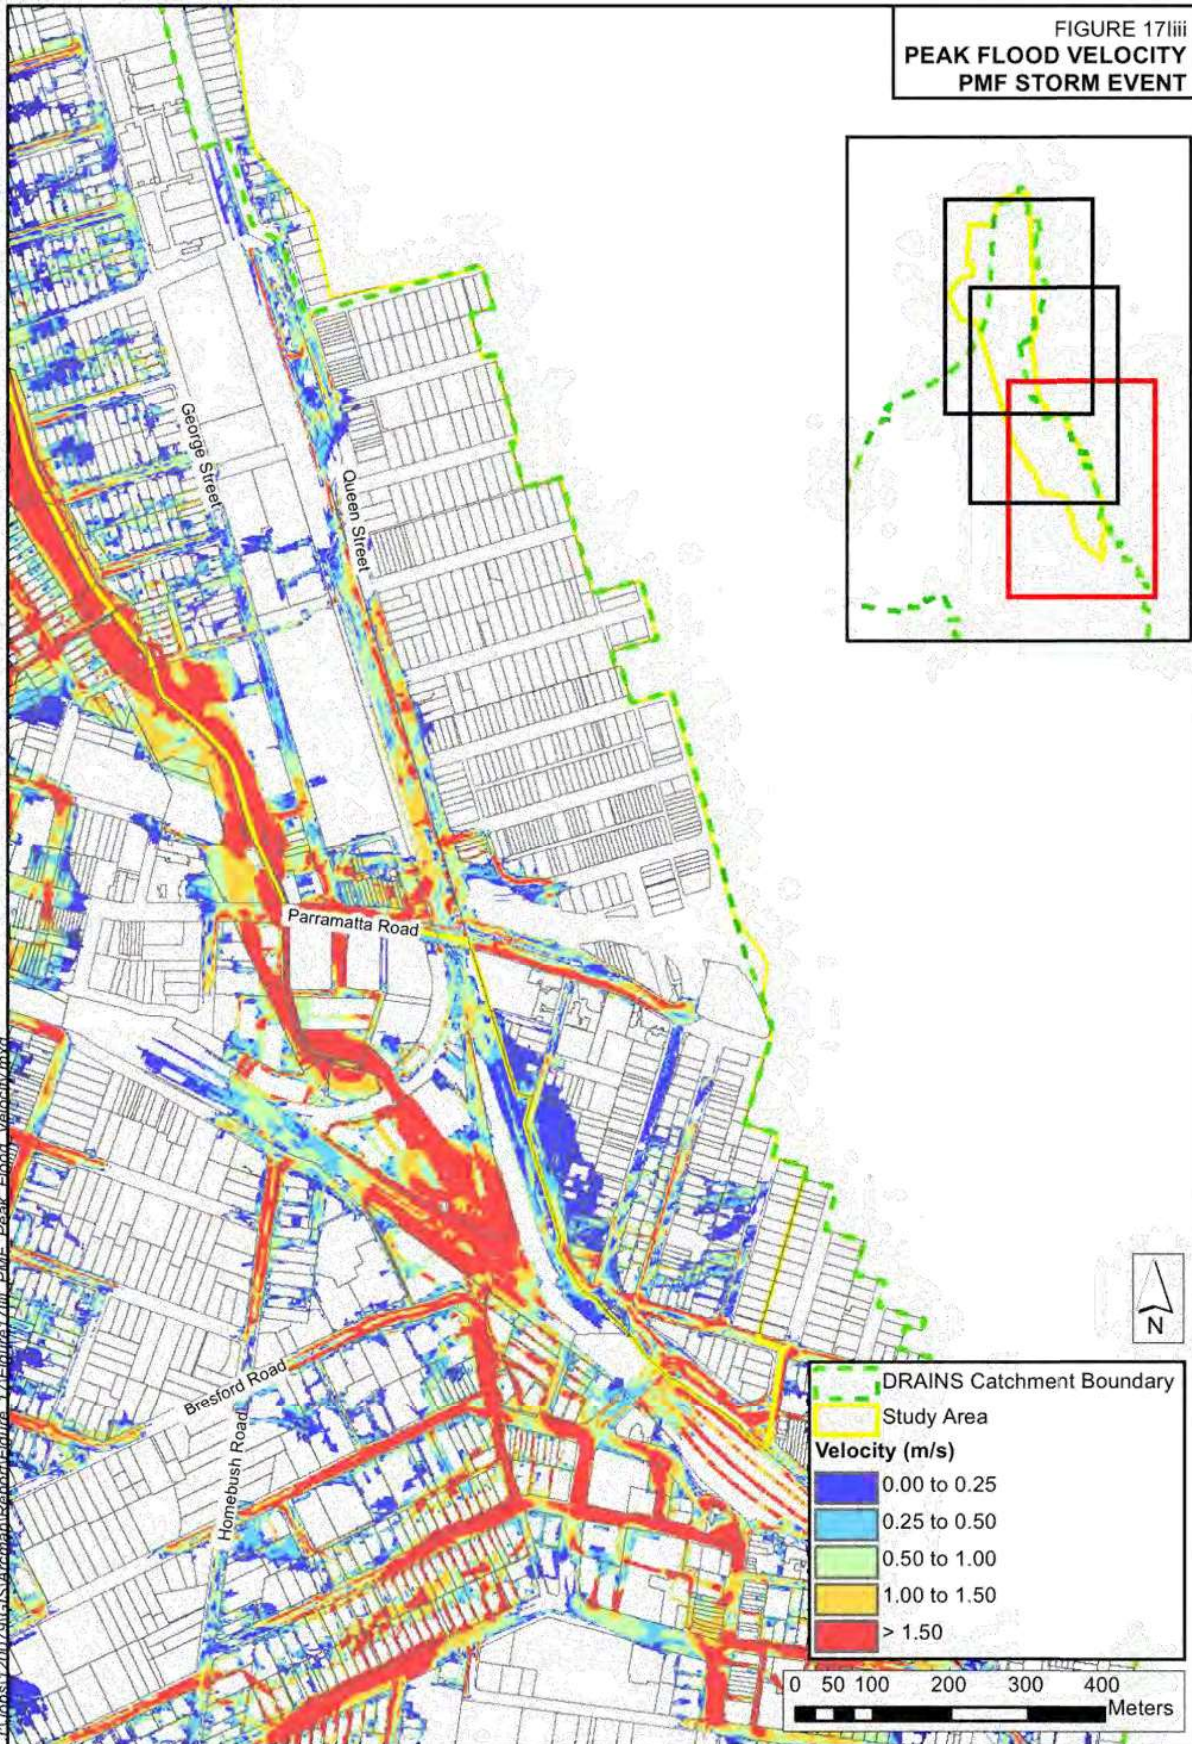 FIGURE 17liii
PEAK FLOOD VELOCITY
PMF STORM EVENT
George Street
Queen Street
Parramatta Road
Bresford Road
Homebush Road
N
DRAINS Catchment Boundary
Study Area
Velocity (m/s)
0.00 to 0.25
0.25 to 0.50
0.50 to 1.00
1.00 to 1.50
> 1.50
0 50 100 200 300 400
Meters